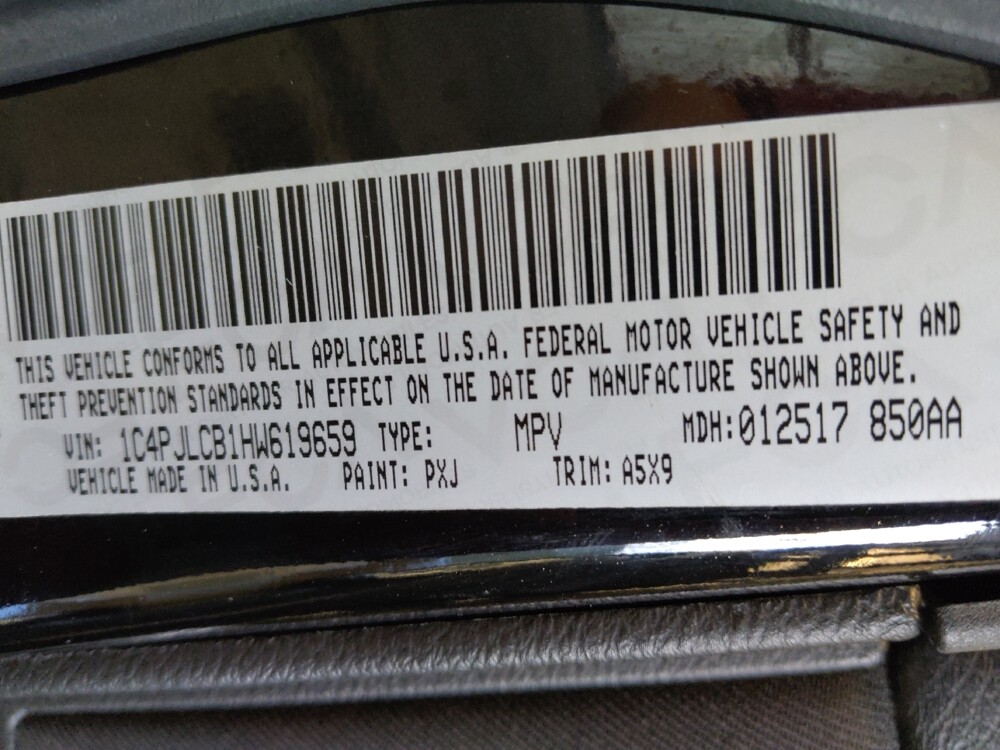 THIS VEHICLE CONFORMS TO ALL APPLICABLE U.S.A. FEDERAL MOTOR VEHICLE SAFETY AND
THEFT PREVENTION STANDARDS IN EFFECT ON THE DATE OF MANUFACTURE SHOWN ABOVE.
VIN: 1C4PJLCB1HW619659 TYPE: MPV MDH:012517 850AA
VEHICLE MADE IN U.S.A. PAINT: PXJ TRIM: A5X9